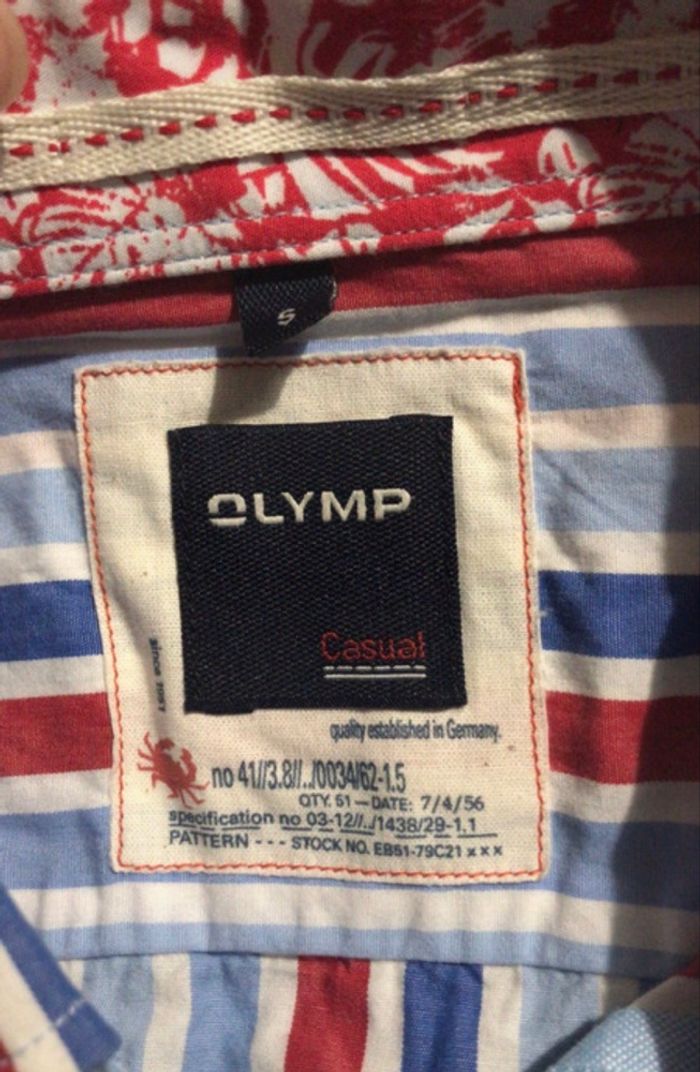 S
OLYMP
Casual
since 1951
quality established in Germany.
no 41//3.8//../0034/62-1.5
QTY. 51 — DATE: 7/4/56
specification no 03-12//../1438/29-1.1
PATTERN - - - STOCK NO. EB51-79C21 x x x